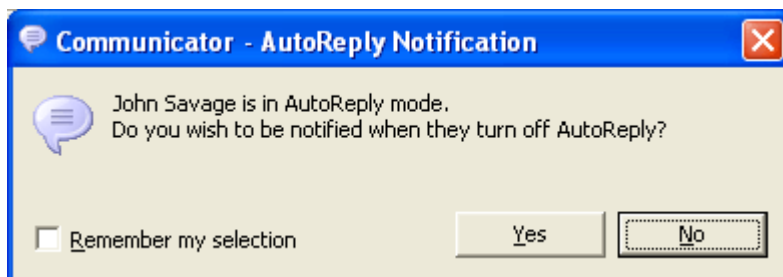 Communicator - AutoReply Notification
John Savage is in AutoReply mode.
Do you wish to be notified when they turn off AutoReply?
Remember my selection
Yes
No